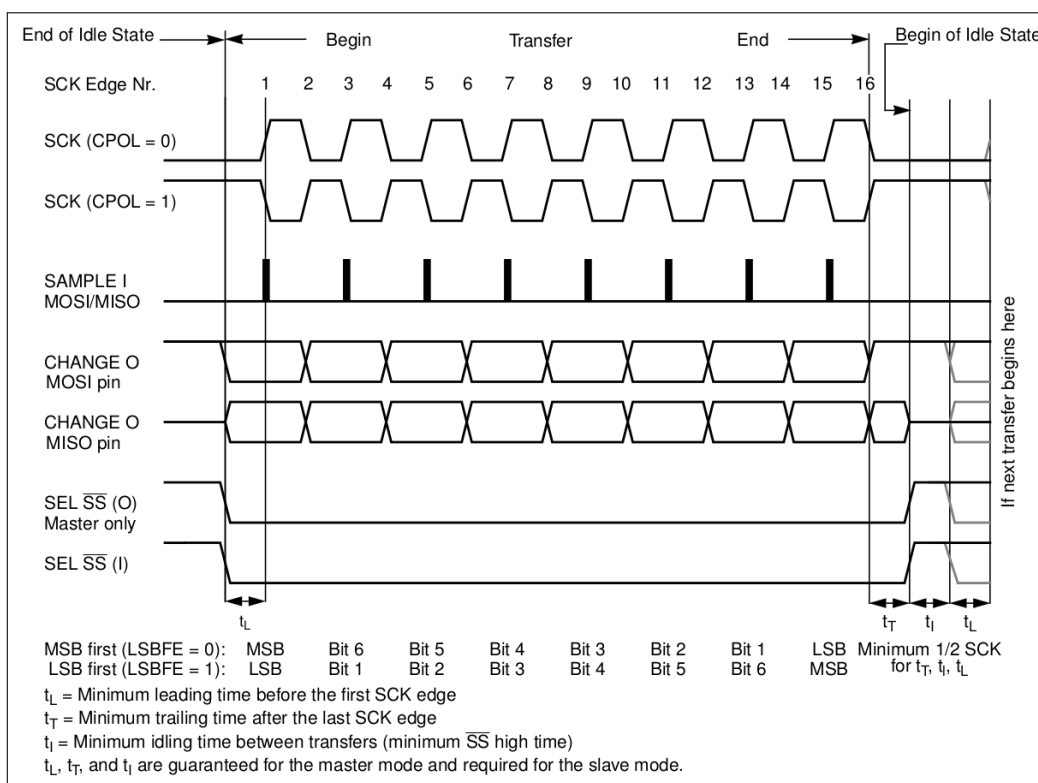 End of Idle State Begin Transfer End Begin of Idle State
SCK Edge Nr. 1 2 3 4 5 6 7 8 9 10 11 12 13 14 15 16
SCK (CPOL = 0)
SCK (CPOL = 1)
SAMPLE I
MOSI/MISO
CHANGE O
MOSI pin
CHANGE O
MISO pin
SEL S̅S̅ (O)
Master only
SEL S̅S̅ (I)
If next transfer begins here
tL tT tI tL
MSB first (LSBFE = 0): MSB Bit 6 Bit 5 Bit 4 Bit 3 Bit 2 Bit 1 LSB Minimum 1/2 SCK
LSB first (LSBFE = 1): LSB Bit 1 Bit 2 Bit 3 Bit 4 Bit 5 Bit 6 MSB for tT, tl, tL
tL = Minimum leading time before the first SCK edge
tT = Minimum trailing time after the last SCK edge
tI = Minimum idling time between transfers (minimum S̅S̅ high time)
tL, tT, and tI are guaranteed for the master mode and required for the slave mode.